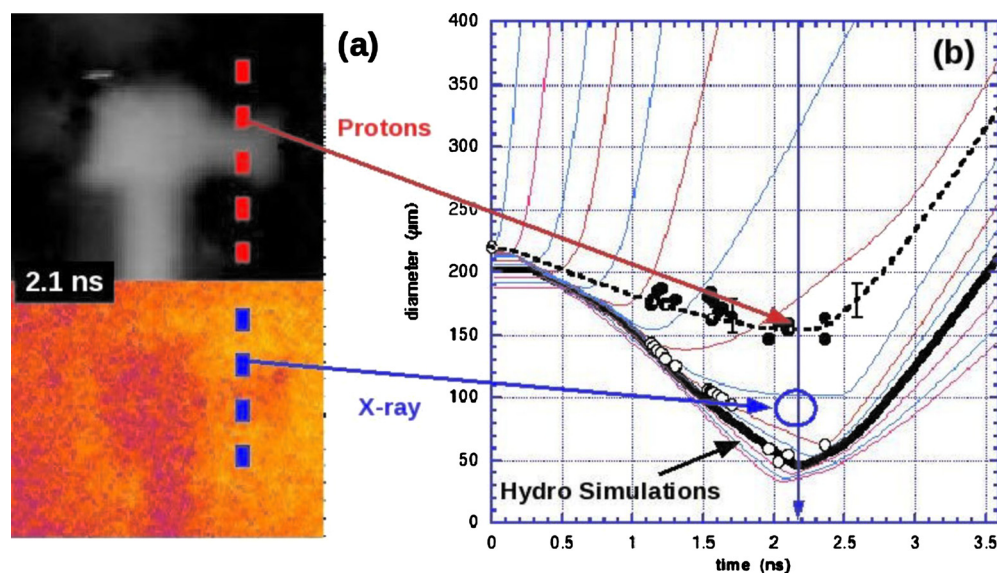 (a)
Protons
2.1 ns
X-ray
(b)
400
350
300
250
200
150
100
50
0
diameter (µm)
Hydro Simulations
0 0.5 1 1.5 2 2.5 3 3.5
time (ns)